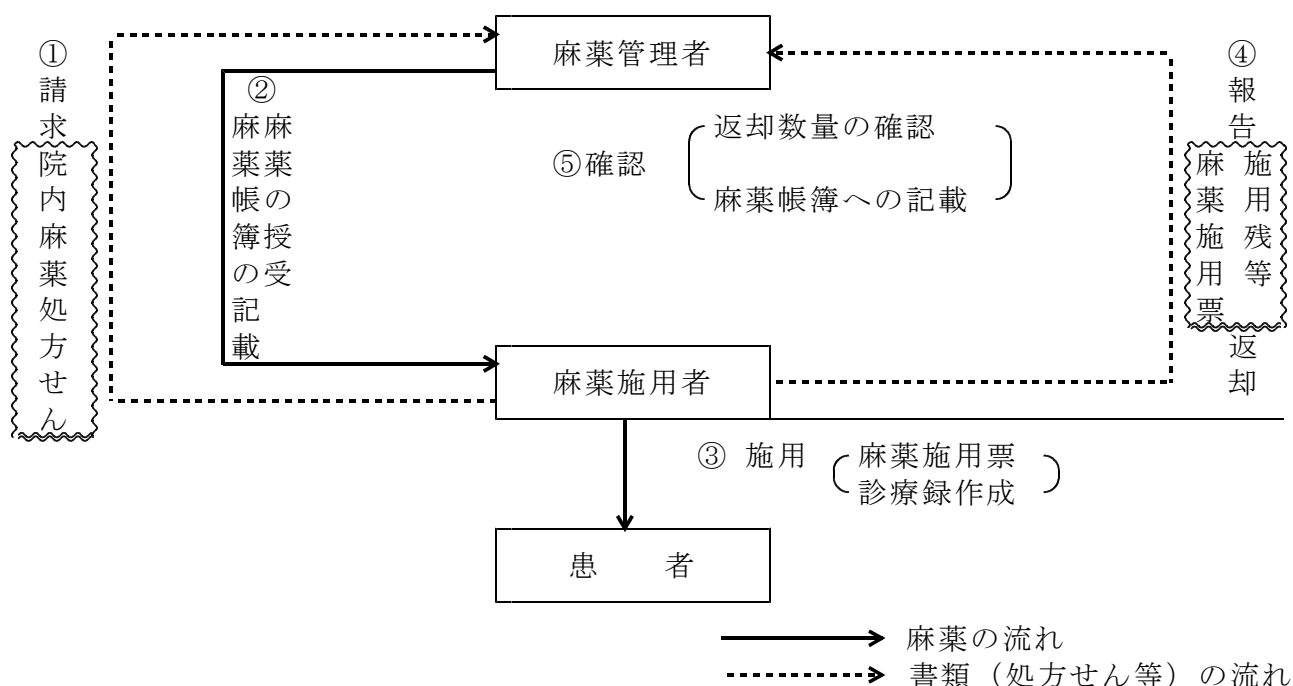 ①請求
院内麻薬処方せん
麻薬管理者
②
麻薬の授受
麻薬帳簿の記載
⑤確認
返却数量の確認
麻薬帳簿への記載
④報告
施用残等
麻薬施用票
返却
麻薬施用者
③ 施用
麻薬施用票
診療録作成
患 者
麻薬の流れ
書類（処方せん等）の流れ